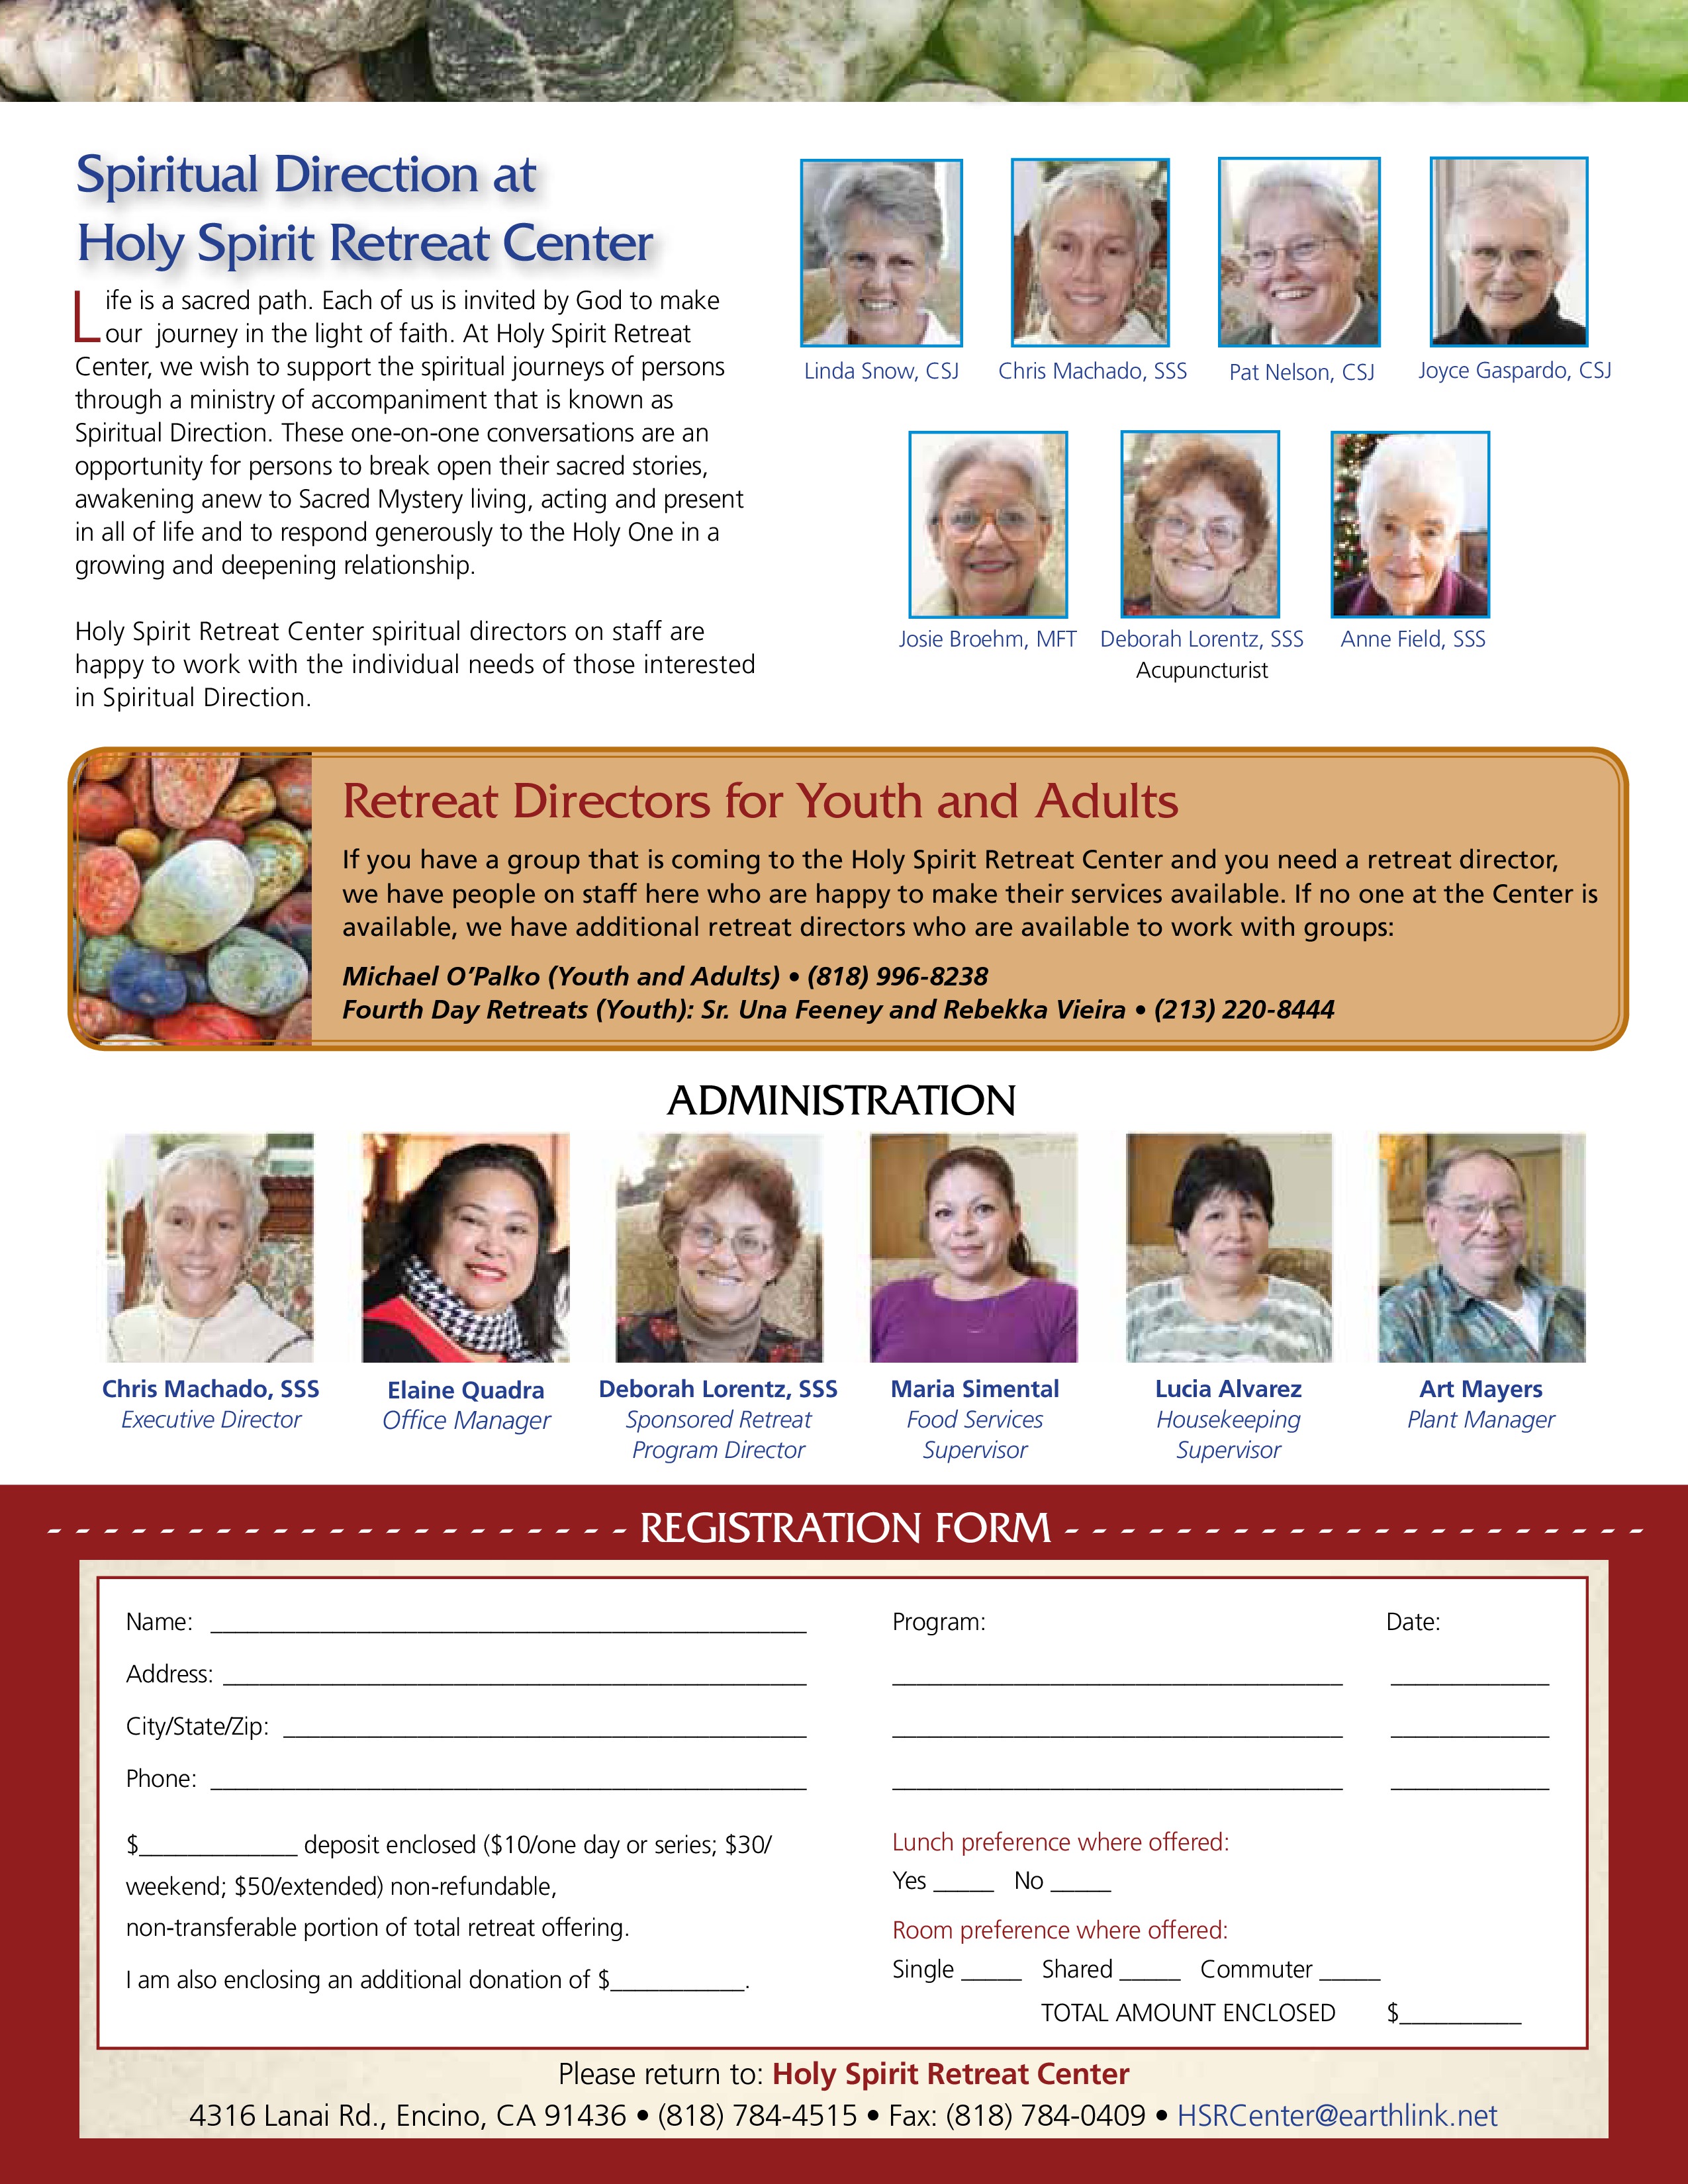 Spiritual Direction at
Holy Spirit Retreat Center
Life is a sacred path. Each of us is invited by God to make
our journey in the light of faith. At Holy Spirit Retreat
Center, we wish to support the spiritual journeys of persons
through a ministry of accompaniment that is known as
Spiritual Direction. These one-on-one conversations are an
opportunity for persons to break open their sacred stories,
awakening anew to Sacred Mystery living, acting and present
in all of life and to respond generously to the Holy One in a
growing and deepening relationship.
Holy Spirit Retreat Center spiritual directors on staff are
happy to work with the individual needs of those interested
in Spiritual Direction.
Linda Snow, CSJ
Chris Machado, SSS
Pat Nelson, CSJ
Joyce Gaspardo, CSJ
Josie Broehm, MFT
Deborah Lorentz, SSS
Acupuncturist
Anne Field, SSS
Retreat Directors for Youth and Adults
If you have a group that is coming to the Holy Spirit Retreat Center and you need a retreat director,
we have people on staff here who are happy to make their services available. If no one at the Center is
available, we have additional retreat directors who are available to work with groups:
Michael O’Palko (Youth and Adults) • (818) 996-8238
Fourth Day Retreats (Youth): Sr. Una Feeney and Rebekka Vieira • (213) 220-8444
ADMINISTRATION
Chris Machado, SSS
Executive Director
Elaine Quadra
Office Manager
Deborah Lorentz, SSS
Sponsored Retreat
Program Director
Maria Simental
Food Services
Supervisor
Lucia Alvarez
Housekeeping
Supervisor
Art Mayers
Plant Manager
REGISTRATION FORM
Name: ____________
Address: ____________
City/State/Zip: ____________
Phone: ____________
$____________ deposit enclosed ($10/one day or series; $30/
weekend; $50/extended) non-refundable,
non-transferable portion of total retreat offering.
I am also enclosing an additional donation of $__________.
Program: Date:
Lunch preference where offered:
Yes _____ No _____
Room preference where offered:
Single _____ Shared _____ Commuter _____
TOTAL AMOUNT ENCLOSED $__________
Please return to: Holy Spirit Retreat Center
4316 Lanai Rd., Encino, CA 91436 • (818) 784-4515 • Fax: (818) 784-0409 • HSRCenter@earthlink.net